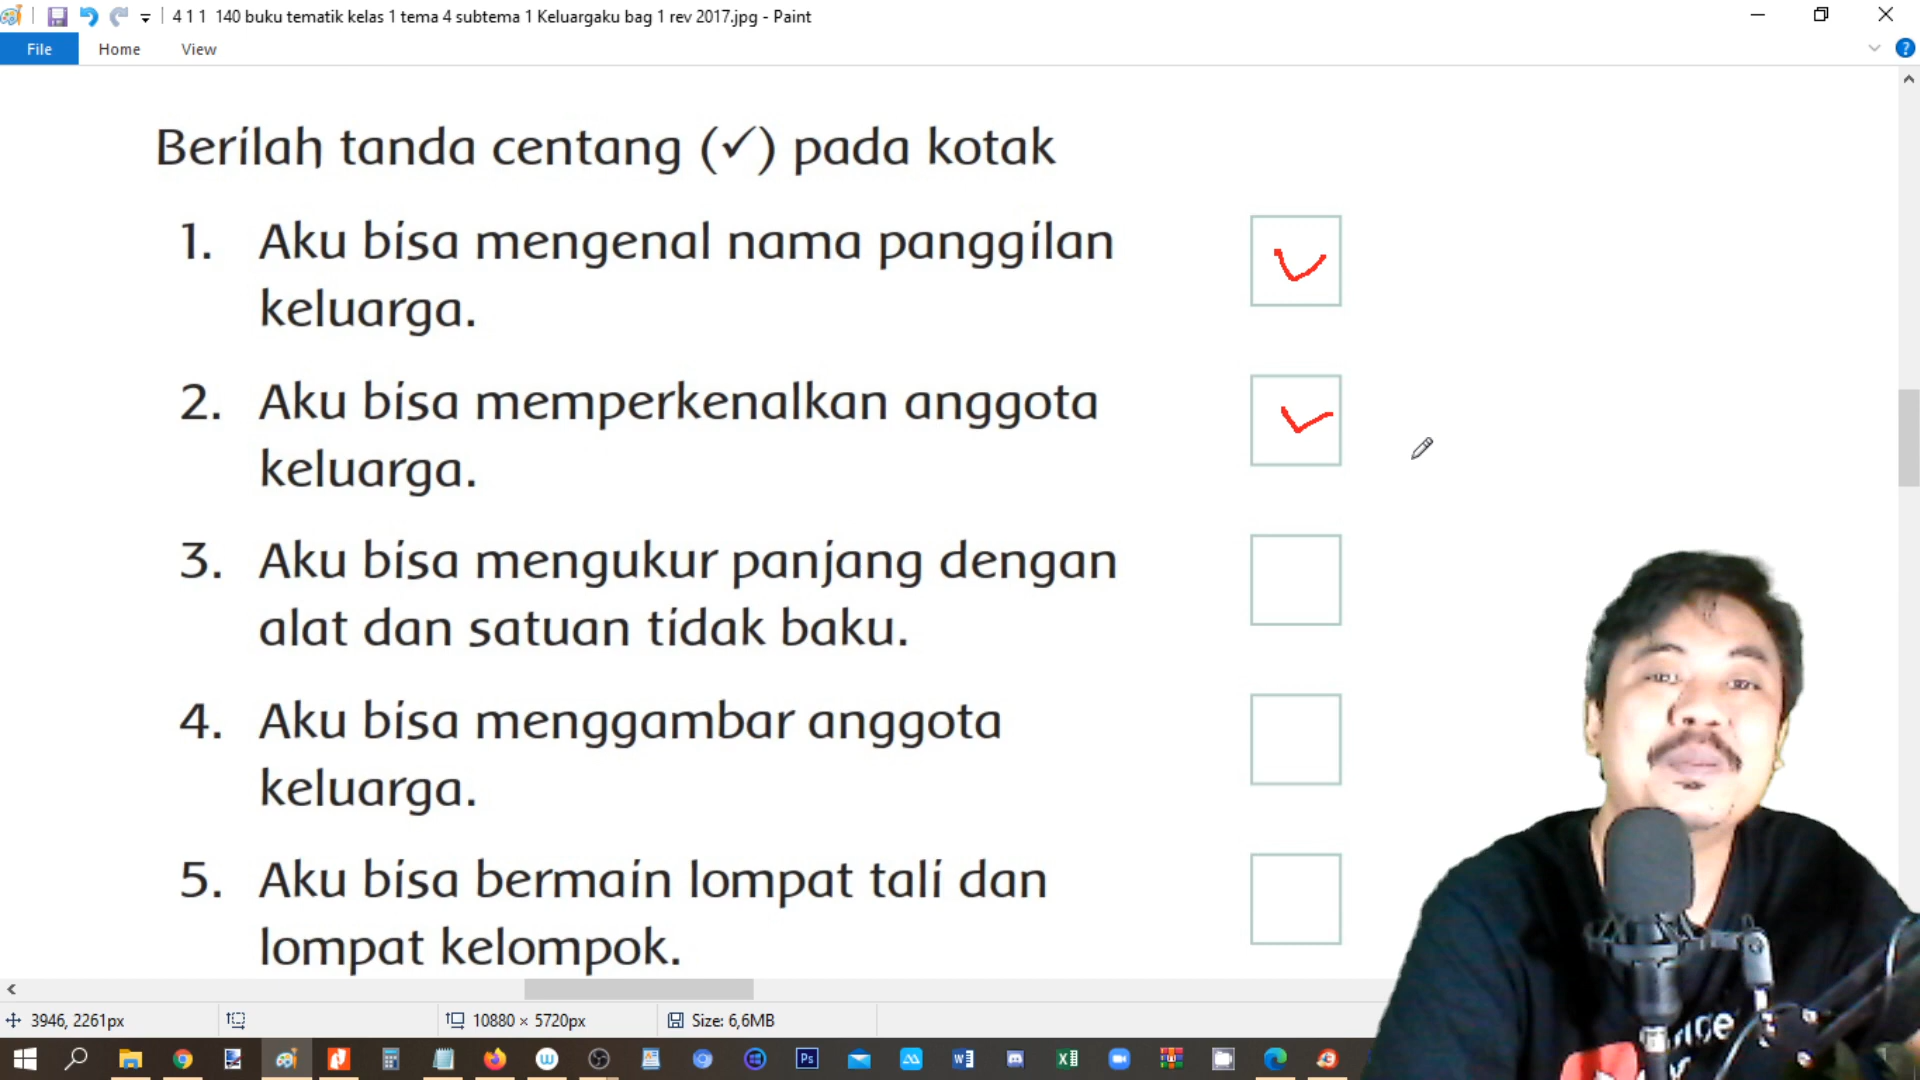 4 1 1  140 buku tematik kelas 1 tema 4 subtema 1 Keluargaku bag 1 rev 2017.jpg - Paint
File Home View
Berilah tanda centang (✓) pada kotak
1. Aku bisa mengenal nama panggilan
keluarga.
2. Aku bisa memperkenalkan anggota
keluarga.
3. Aku bisa mengukur panjang dengan
alat dan satuan tidak baku.
4. Aku bisa menggambar anggota
keluarga.
5. Aku bisa bermain lompat tali dan
lompat kelompok.
3946, 2261px 10880 × 5720px Size: 6,6MB
Ps